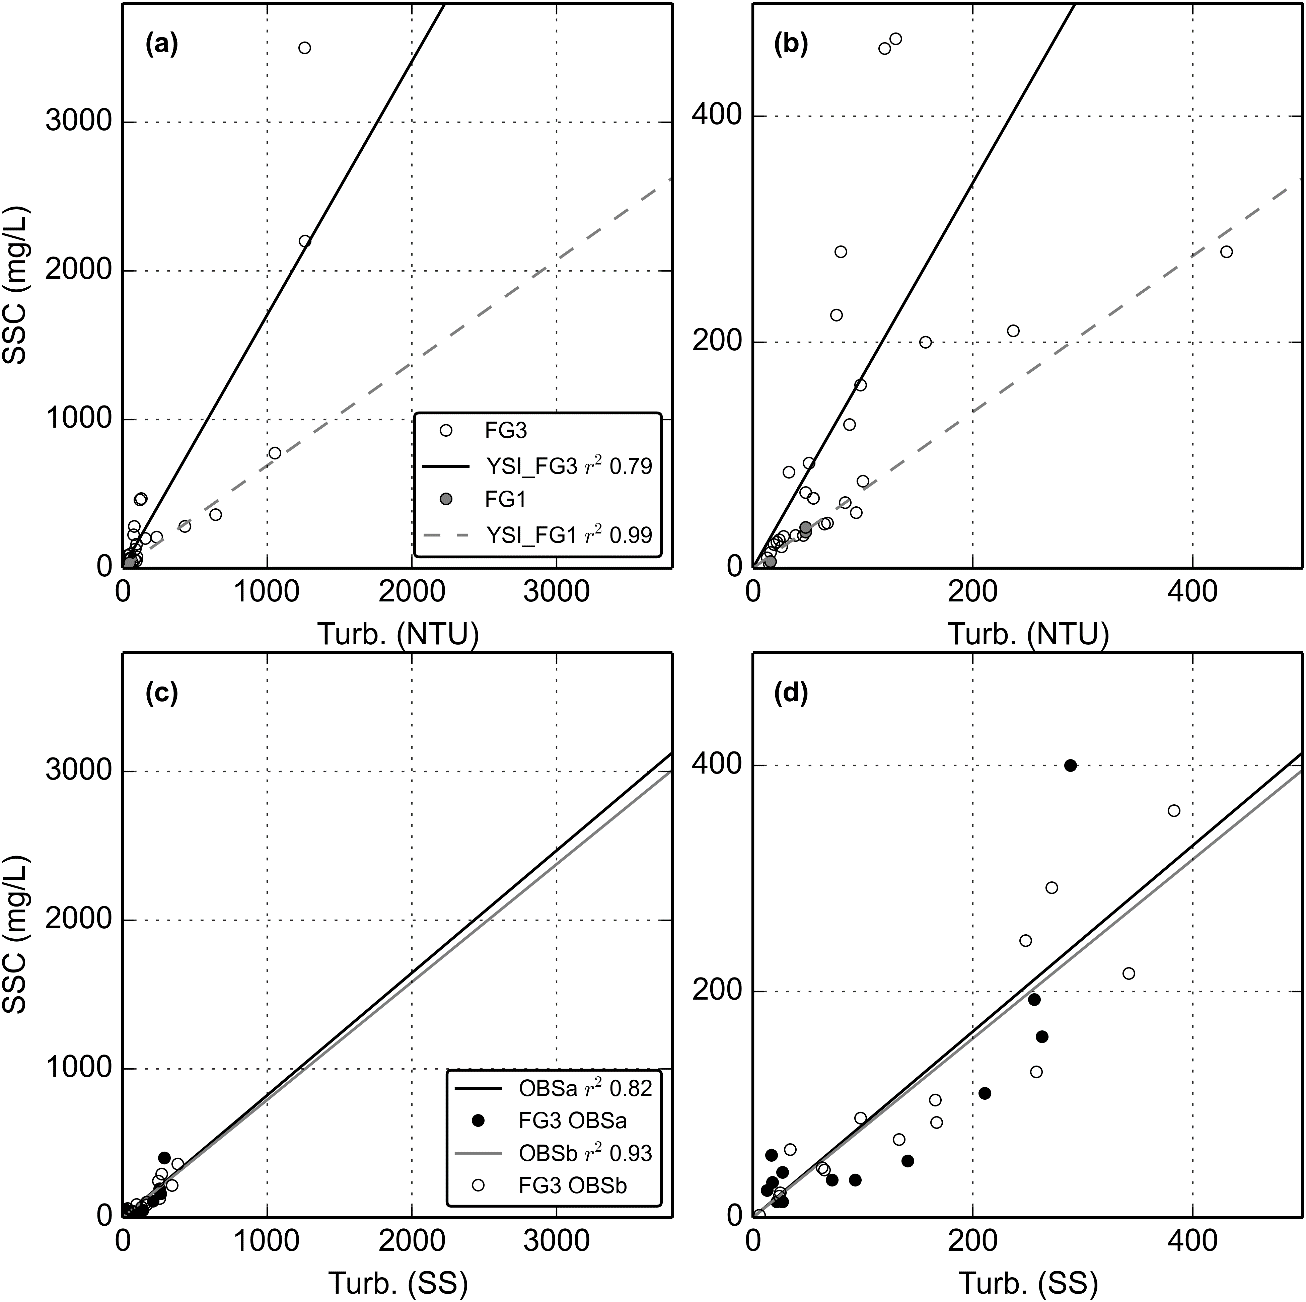 (a)
3000
2000
1000
0
SSC (mg/L)
FG3
YSI_FG3 r² 0.79
FG1
YSI_FG1 r² 0.99
0 1000 2000 3000
Turb. (NTU)
(b)
400
200
0
0 200 400
Turb. (NTU)
(c)
3000
2000
1000
0
SSC (mg/L)
OBSa r² 0.82
FG3 OBSa
OBSb r² 0.93
FG3 OBSb
0 1000 2000 3000
Turb. (SS)
(d)
400
200
0
0 200 400
Turb. (SS)